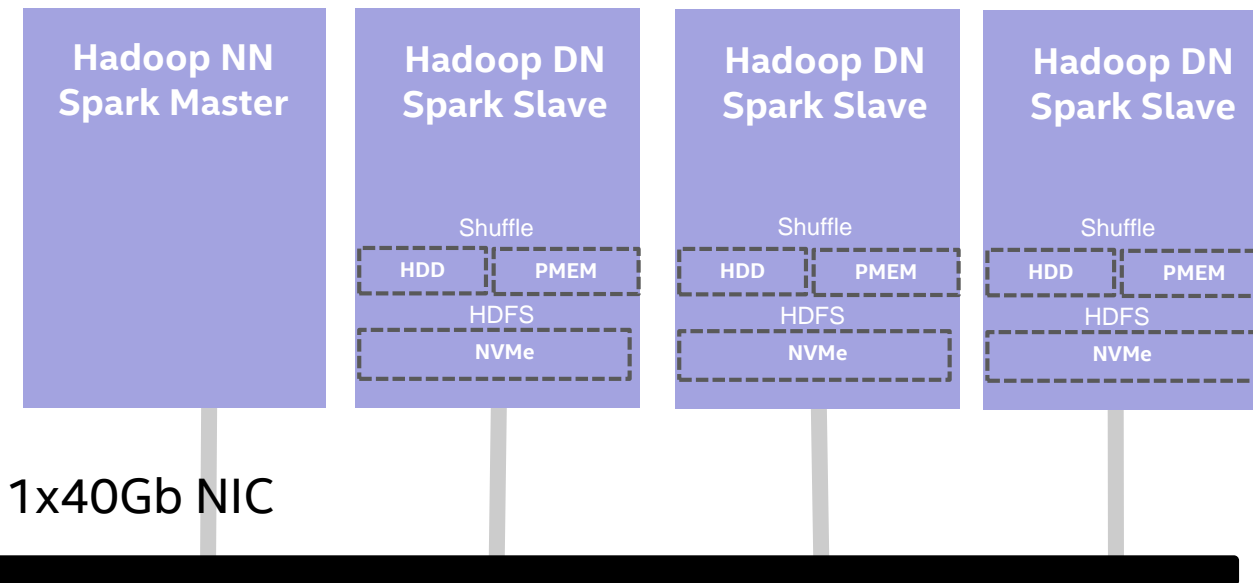 Hadoop NN
Spark Master
Hadoop DN
Spark Slave
Shuffle
HDD
PMEM
HDFS
NVMe
Hadoop DN
Spark Slave
Shuffle
HDD
PMEM
HDFS
NVMe
Hadoop DN
Spark Slave
Shuffle
HDD
PMEM
HDFS
NVMe
1x40Gb NIC